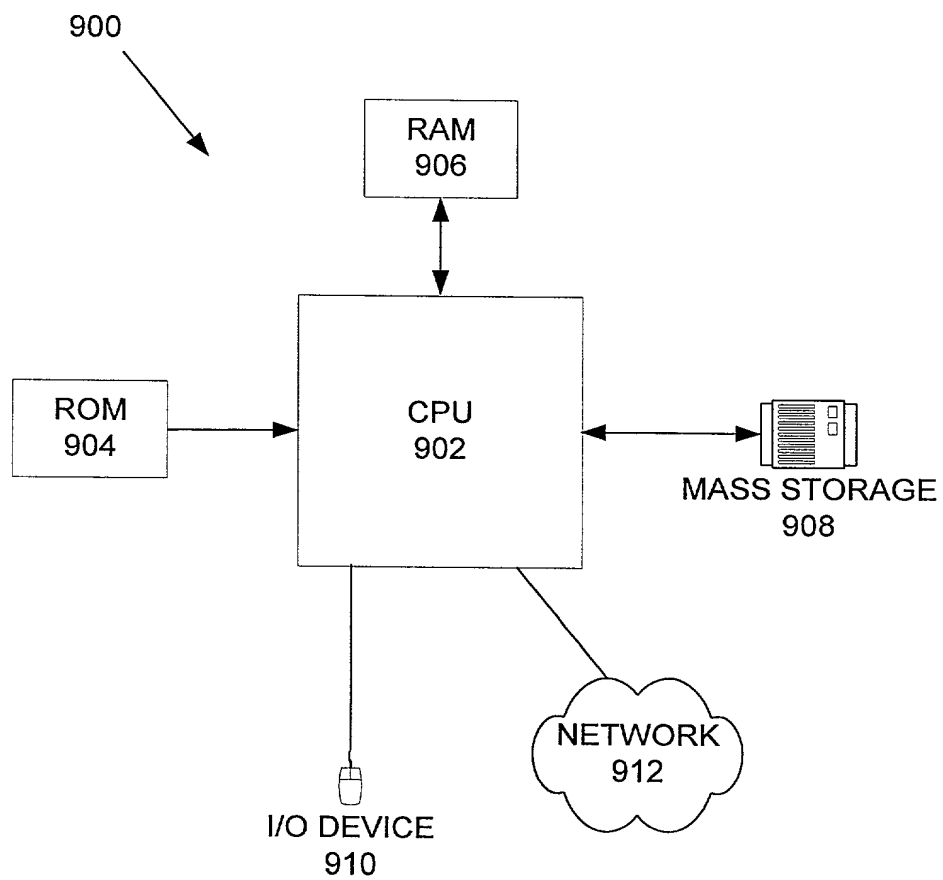 900
RAM
906
ROM
904
CPU
902
MASS STORAGE
908
NETWORK
912
I/O DEVICE
910